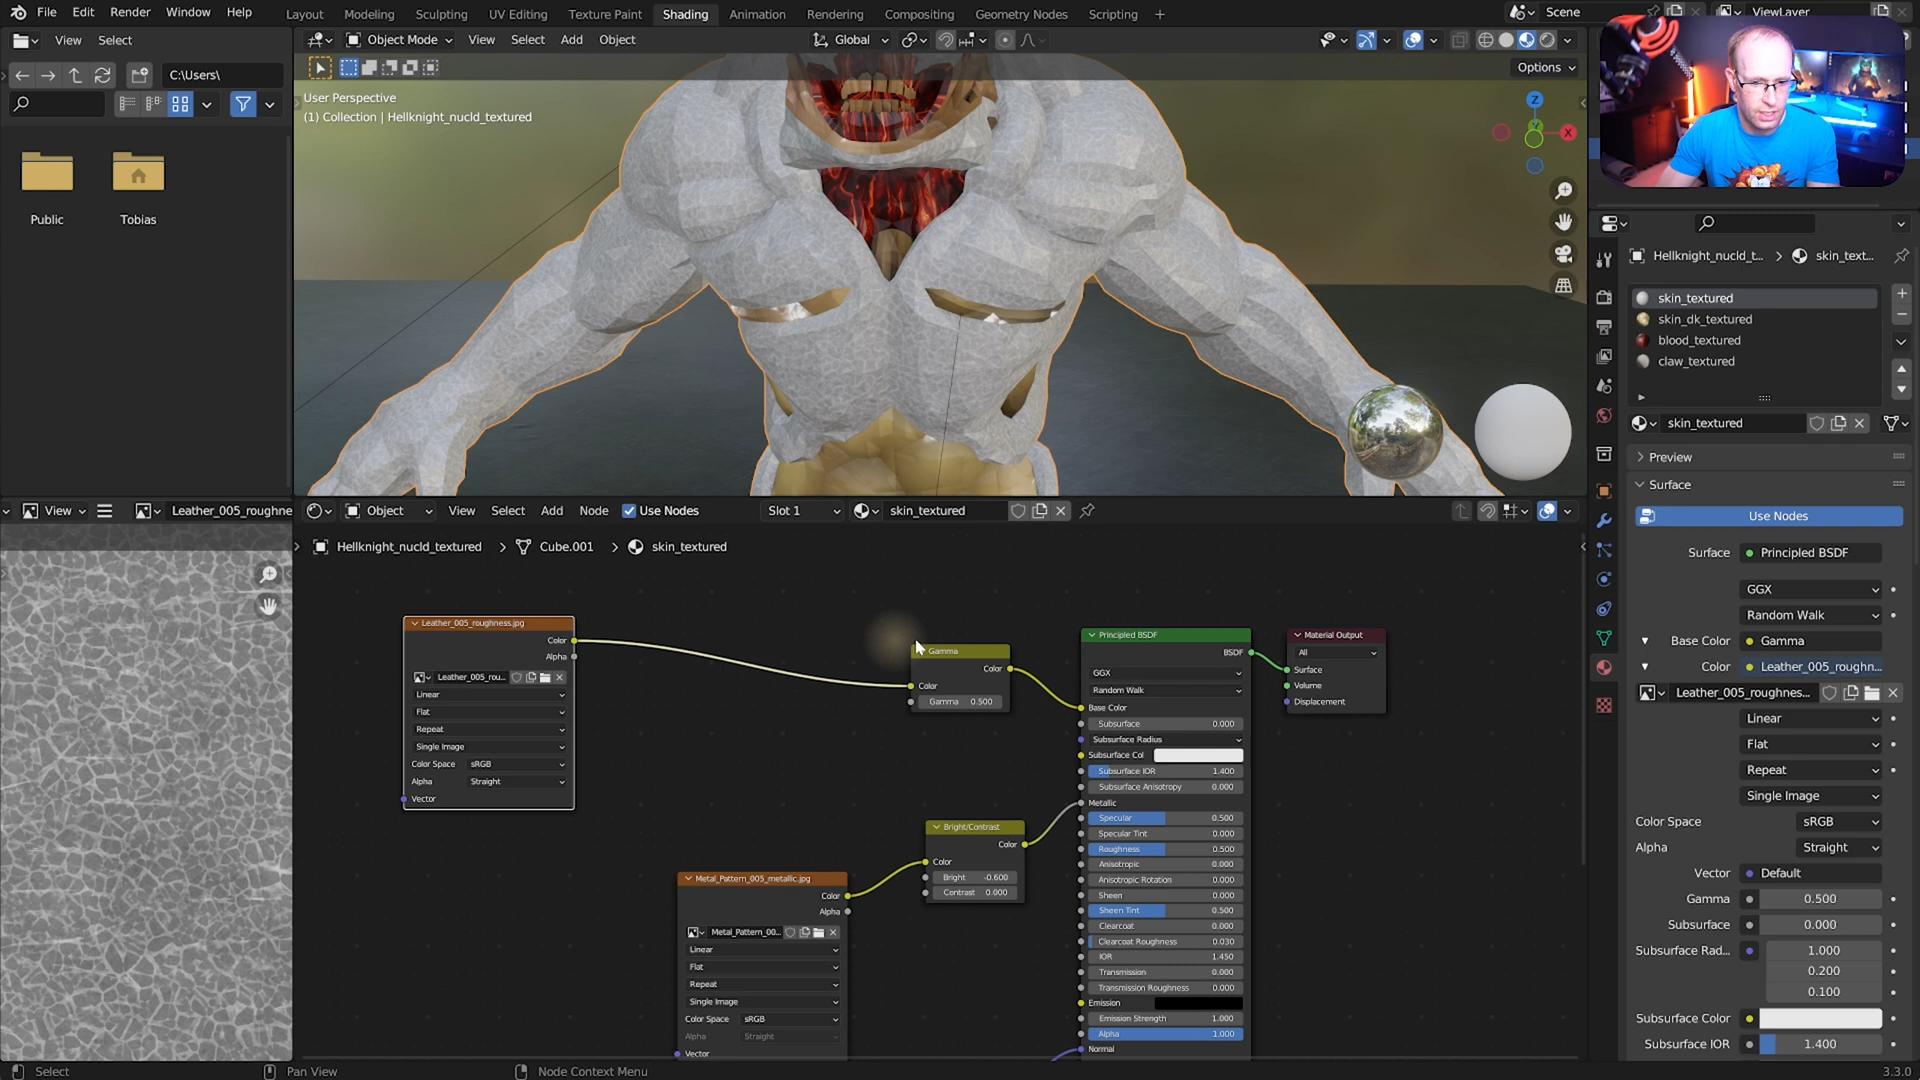 File Edit Render Window Help
Layout Modeling Sculpting UV Editing Texture Paint Shading Animation Rendering Compositing Geometry Nodes Scripting +
Scene ViewLayer
View Select
Object Mode View Select Add Object
Global
C:\Users\
Options
User Perspective
(1) Collection | Hellknight_nucld_textured
Z
Y
X
Public
Tobias
Hellknight_nucld_t... > skin_text...
skin_textured
skin_dk_textured
blood_textured
claw_textured
skin_textured
Preview
Surface
Use Nodes
Surface Principled BSDF
GGX
Random Walk
Base Color Gamma
Color Leather_005_roughn...
Leather_005_roughnes...
Linear
Flat
Repeat
Single Image
Color Space sRGB
Alpha Straight
Vector Default
Gamma 0.500
Subsurface 0.000
Subsurface Rad... 1.000
0.200
0.100
Subsurface Color
Subsurface IOR 1.400
View Leather_005_roughne
Object View Select Add Node Use Nodes Slot 1 skin_textured
Hellknight_nucld_textured > Cube.001 > skin_textured
Leather_005_roughness.jpg
Color
Alpha
Leather_005_rou...
Linear
Flat
Repeat
Single Image
Color Space sRGB
Alpha Straight
Vector
Gamma
Color
Color
Gamma 0.500
Bright/Contrast
Color
Color
Bright -0.600
Contrast 0.000
Metal_Pattern_005_metallic.jpg
Color
Alpha
Metal_Pattern_00...
Linear
Flat
Repeat
Single Image
Color Space sRGB
Alpha Straight
Vector
Principled BSDF
BSDF
GGX
Random Walk
Base Color
Subsurface 0.000
Subsurface Radius
Subsurface Col
Subsurface IOR 1.400
Subsurface Anisotropy 0.000
Metallic
Specular 0.500
Specular Tint 0.000
Roughness 0.500
Anisotropic 0.000
Anisotropic Rotation 0.000
Sheen 0.000
Sheen Tint 0.500
Clearcoat 0.000
Clearcoat Roughness 0.030
IOR 1.450
Transmission 0.000
Transmission Roughness 0.000
Emission
Emission Strength 1.000
Alpha 1.000
Normal
Material Output
All
Surface
Volume
Displacement
Select Pan View Node Context Menu 3.3.0